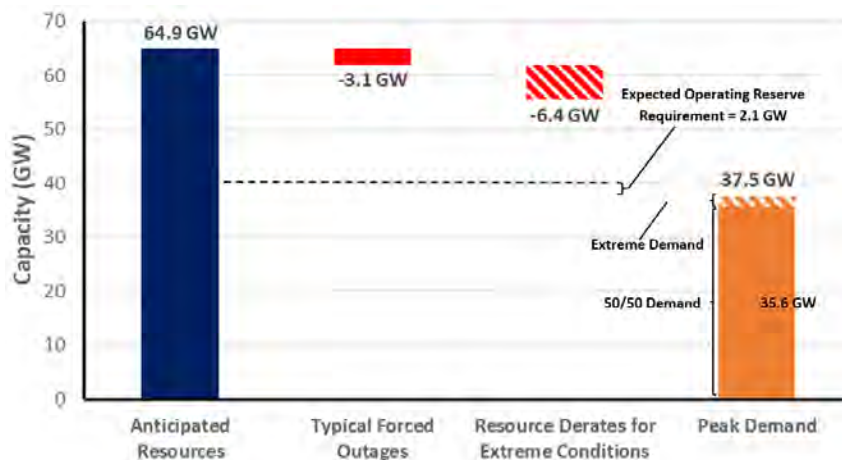 70
60
50
40
30
20
10
0
Capacity (GW)
64.9 GW
-3.1 GW
-6.4 GW
Expected Operating Reserve
Requirement = 2.1 GW
37.5 GW
Extreme Demand
50/50 Demand
35.6 GW
Anticipated
Resources
Typical Forced
Outages
Resource Derates for
Extreme Conditions
Peak Demand